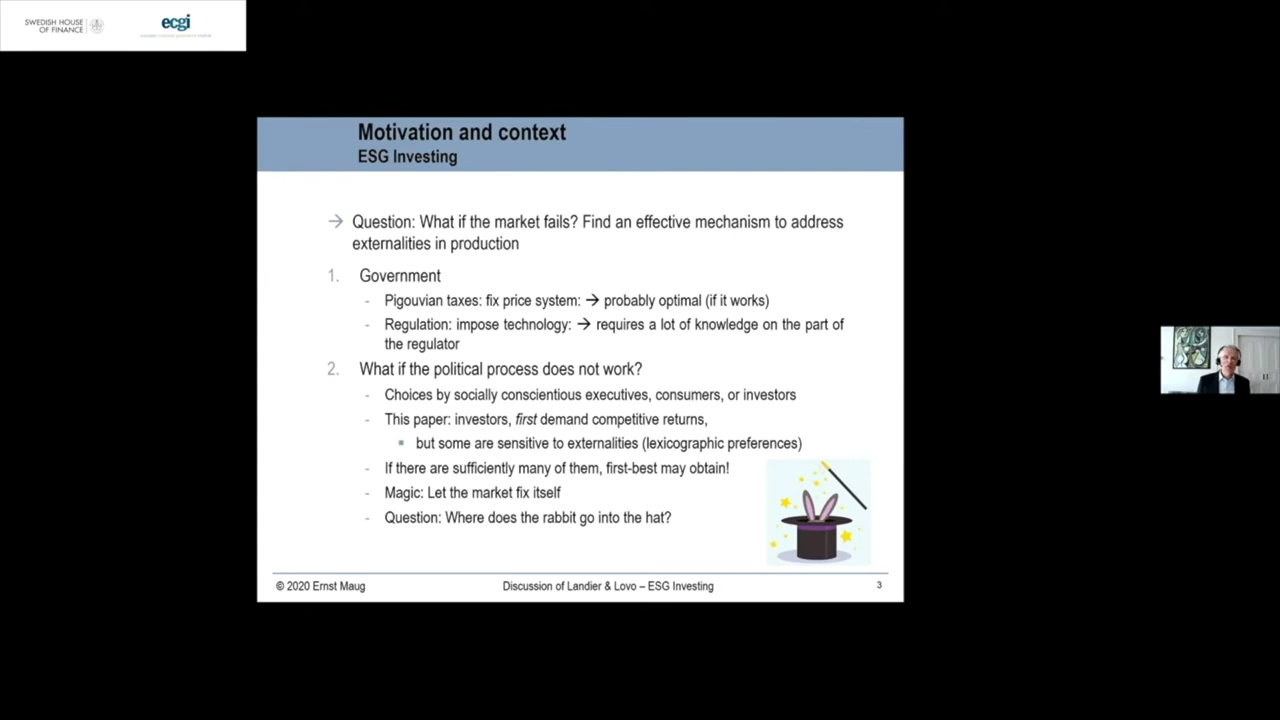 SWEDISH HOUSE
OF FINANCE
ecgi
Motivation and context
ESG Investing
→ Question: What if the market fails? Find an effective mechanism to address
externalities in production
1. Government
- Pigouvian taxes: fix price system: → probably optimal (if it works)
- Regulation: impose technology: → requires a lot of knowledge on the part of
the regulator
2. What if the political process does not work?
- Choices by socially conscientious executives, consumers, or investors
- This paper: investors, first demand competitive returns,
▪ but some are sensitive to externalities (lexicographic preferences)
- If there are sufficiently many of them, first-best may obtain!
- Magic: Let the market fix itself
- Question: Where does the rabbit go into the hat?
© 2020 Ernst Maug
Discussion of Landier & Lovo – ESG Investing
3